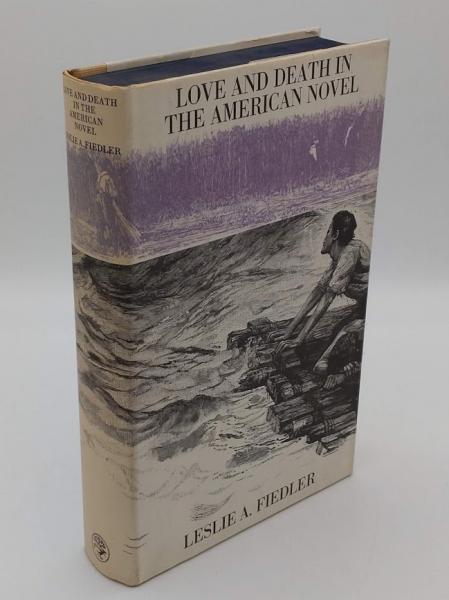 LOVE AND DEATH IN
THE AMERICAN NOVEL
LESLIE A. FIEDLER
LOVE AND DEATH
IN THE
AMERICAN
NOVEL
LESLIE A. FIEDLER